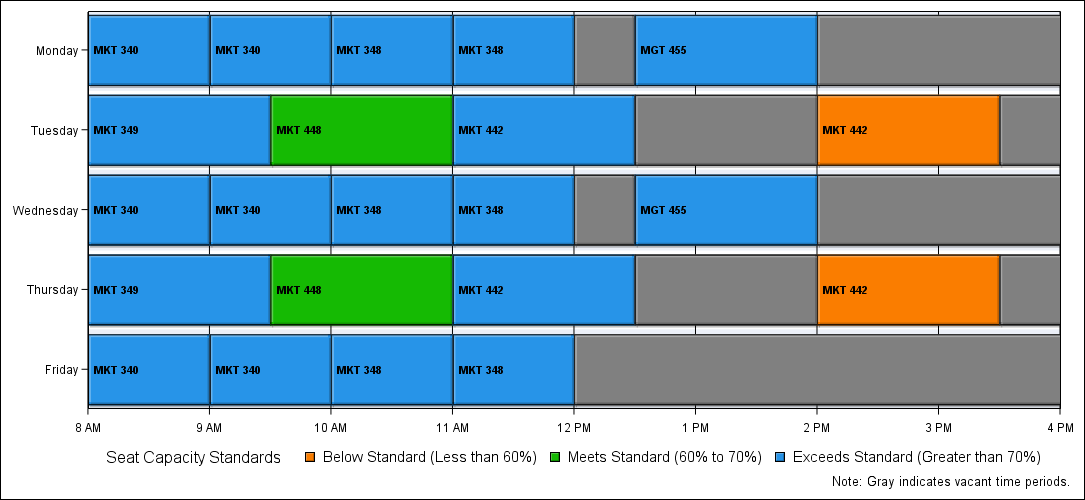 Monday MKT 340 MKT 340 MKT 348 MKT 348 MGT 455
Tuesday MKT 349 MKT 448 MKT 442 MKT 442
Wednesday MKT 340 MKT 340 MKT 348 MKT 348 MGT 455
Thursday MKT 349 MKT 448 MKT 442 MKT 442
Friday MKT 340 MKT 340 MKT 348 MKT 348
8 AM 9 AM 10 AM 11 AM 12 PM 1 PM 2 PM 3 PM 4 PM
Seat Capacity Standards Below Standard (Less than 60%) Meets Standard (60% to 70%) Exceeds Standard (Greater than 70%)
Note: Gray indicates vacant time periods.